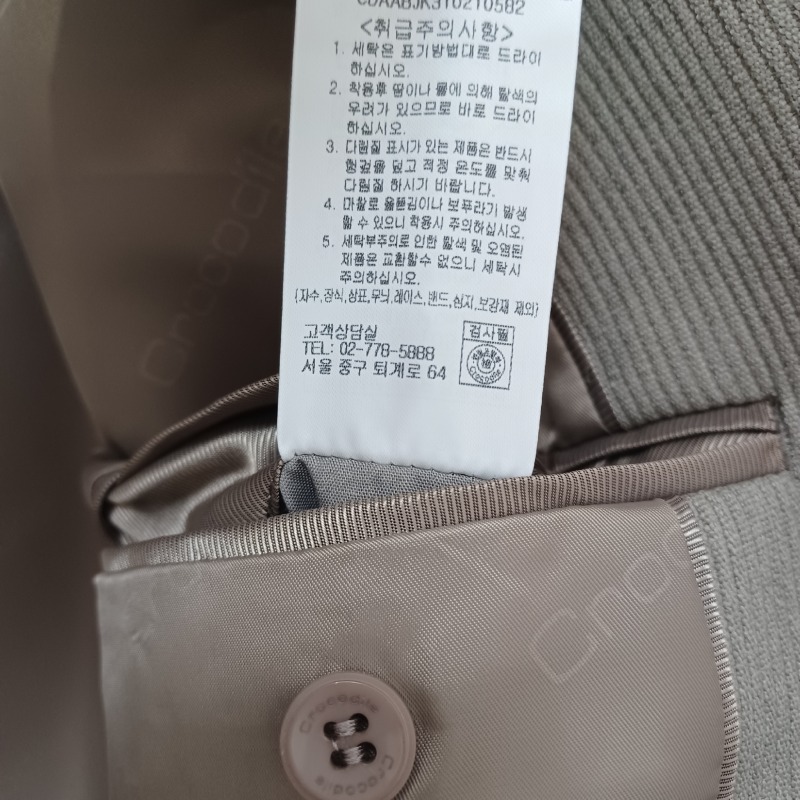 CDAABJK310210582
<취급주의사항>
1. 세탁은 표기방법대로 드라이
하십시오.
2. 착용후 땀이나 물에 의해 탈색의
우려가 있으므로 바로 드라이
하십시오.
3. 다림질 표시가 있는 제품은 반드시
헝겊을 덮고 적정 온도를 맞춰
다림질 하시기 바랍니다.
4. 마찰로 올뜯김이나 보푸라기 발생
할 수 있으니 착용시 주의하십시오.
5. 세탁부주의로 인한 탈색 및 오염된
제품은 교환할수 없으니 세탁시
주의하십시오.
(자수,장식,상표,무늬,레이스,밴드,심지,보강재 제외)
고객상담실
TEL: 02-778-5888
서울 중구 퇴계로 64
검사필
Crocodile
Crocodile
Croco
Crocodile
Crocodile